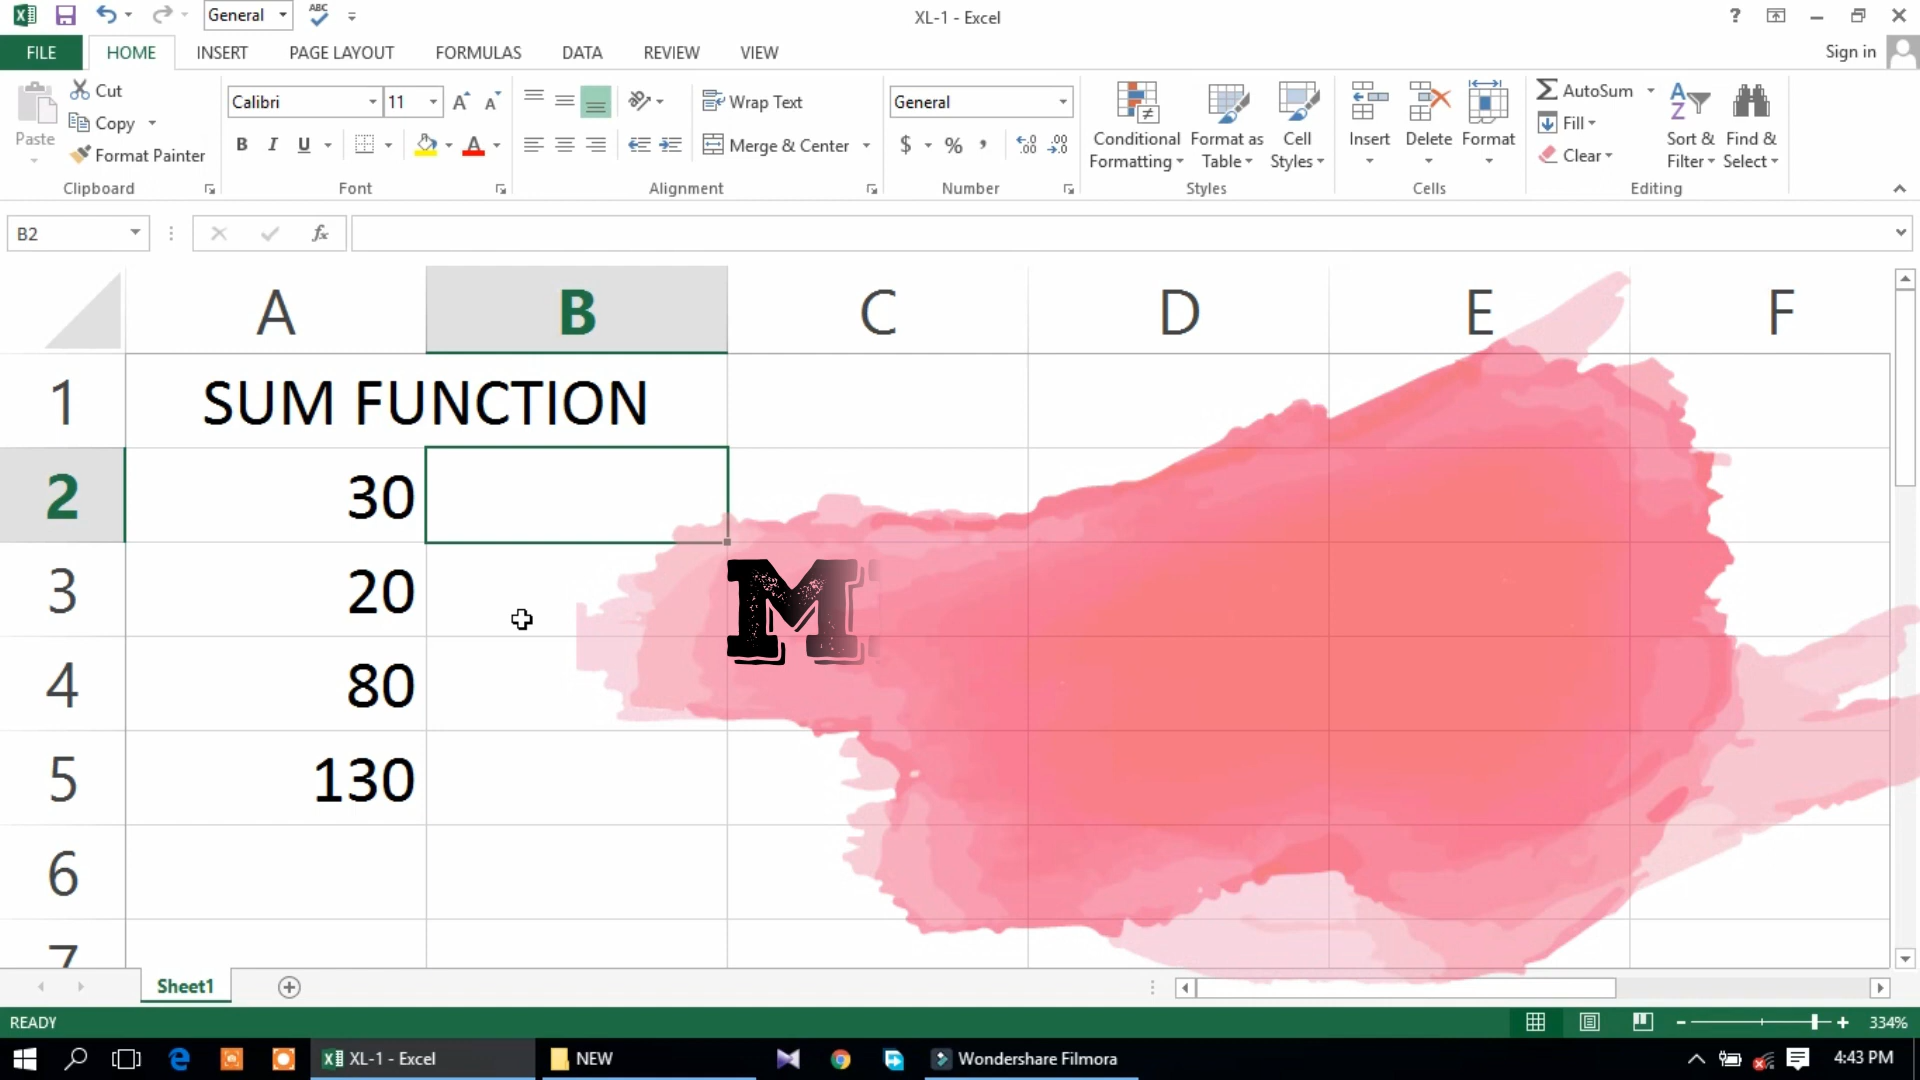 General
ABC
XL-1 - Excel
?
FILE HOME INSERT PAGE LAYOUT FORMULAS DATA REVIEW VIEW
Sign in
Paste
Cut
Copy
Format Painter
Clipboard
Calibri 11
B I U
Font
Wrap Text
Merge & Center
Alignment
General
$ % ,
Number
Conditional Formatting
Format as Table
Cell Styles
Styles
Insert Delete Format
Cells
AutoSum
Fill
Clear
Sort & Filter
Find & Select
Editing
B2
fx
A B C D E F
1 SUM FUNCTION
2 30
3 20
M
4 80
5 130
6
7
Sheet1
READY
334%
XL-1 - Excel
NEW
Wondershare Filmora
4:43 PM